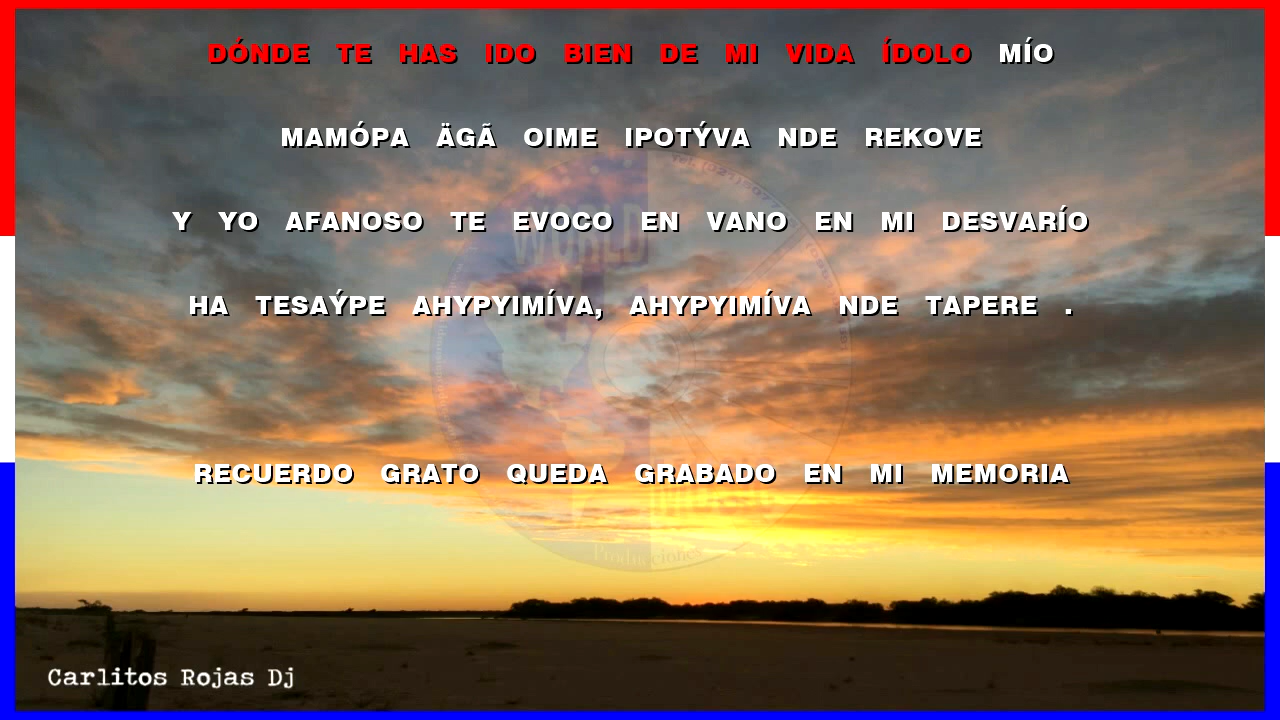 DÓNDE TE HAS IDO BIEN DE MI VIDA ÍDOLO MÍO
MAMÓPA ÄGÃ OIME IPOTÝVA NDE REKOVE
Y YO AFANOSO TE EVOCO EN VANO EN MI DESVARÍO
HA TESAÝPE AHYPYIMÍVA, AHYPYIMÍVA NDE TAPERE .
RECUERDO GRATO QUEDA GRABADO EN MI MEMORIA
WORLD
Producciones
Carlitos Rojas Dj